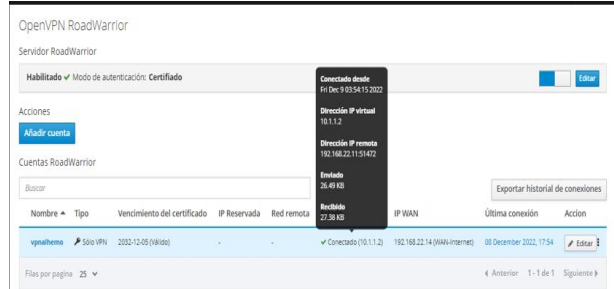 OpenVPN RoadWarrior
Servidor RoadWarrior
Habilitado ✔ Modo de autenticación: Certifiado
Editar
Conectado desde
Fri Dec 9 03:54:15 2022
Dirección IP virtual
10.1.1.2
Dirección IP remota
192.168.22.11:51472
Enviado
26.49 KB
Recibido
27.38 KB
Acciones
Añadir cuenta
Cuentas RoadWarrior
Buscar
Exportar historial de conexiones
Nombre Tipo Vencimiento del certificado IP Reservada Red remota IP WAN Última conexión Accion
vpnalhemo Sólo VPN 2032-12-05 (Válido) - - ✔ Conectado (10.1.1.2) 192.168.22.14 (WAN-Internet) 08 December 2022, 17:54 Editar
Filas por pagina 25 Anterior 1 - 1 de 1 Siguiente